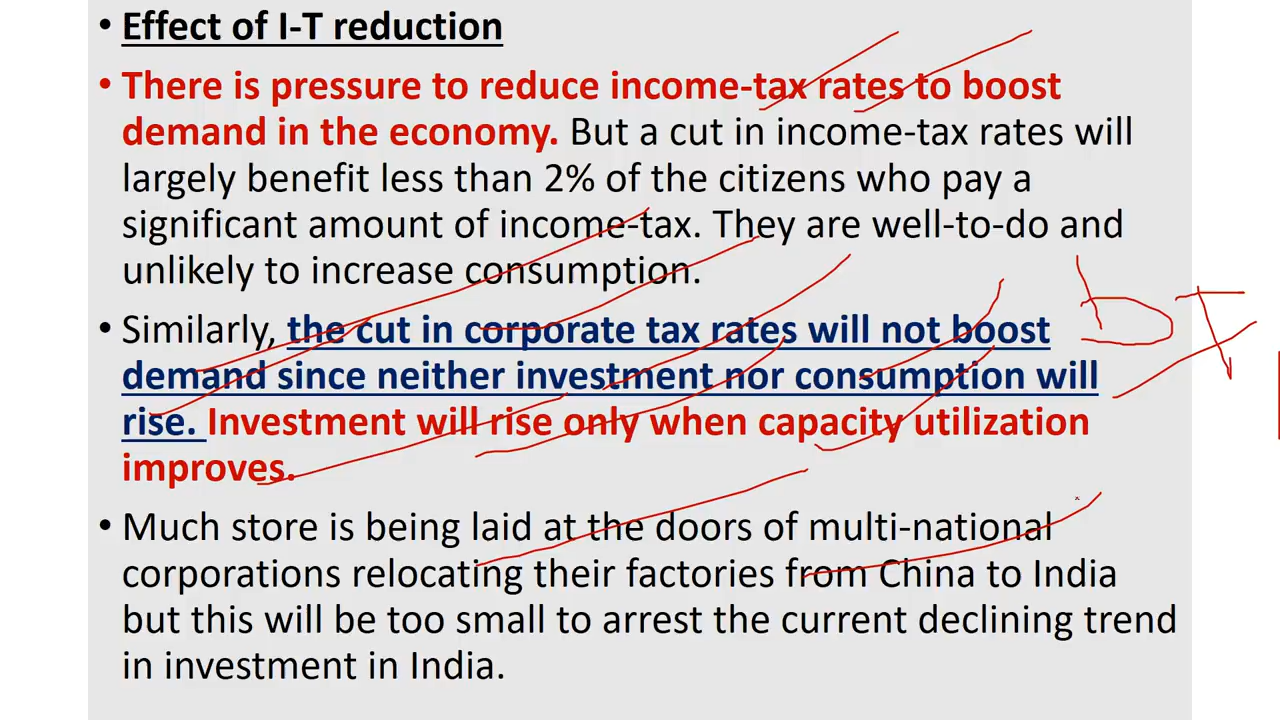 • Effect of I-T reduction
• There is pressure to reduce income-tax rates to boost
demand in the economy. But a cut in income-tax rates will
largely benefit less than 2% of the citizens who pay a
significant amount of income-tax. They are well-to-do and
unlikely to increase consumption.
• Similarly, the cut in corporate tax rates will not boost
demand since neither investment nor consumption will
rise. Investment will rise only when capacity utilization
improves.
• Much store is being laid at the doors of multi-national
corporations relocating their factories from China to India
but this will be too small to arrest the current declining trend
in investment in India.